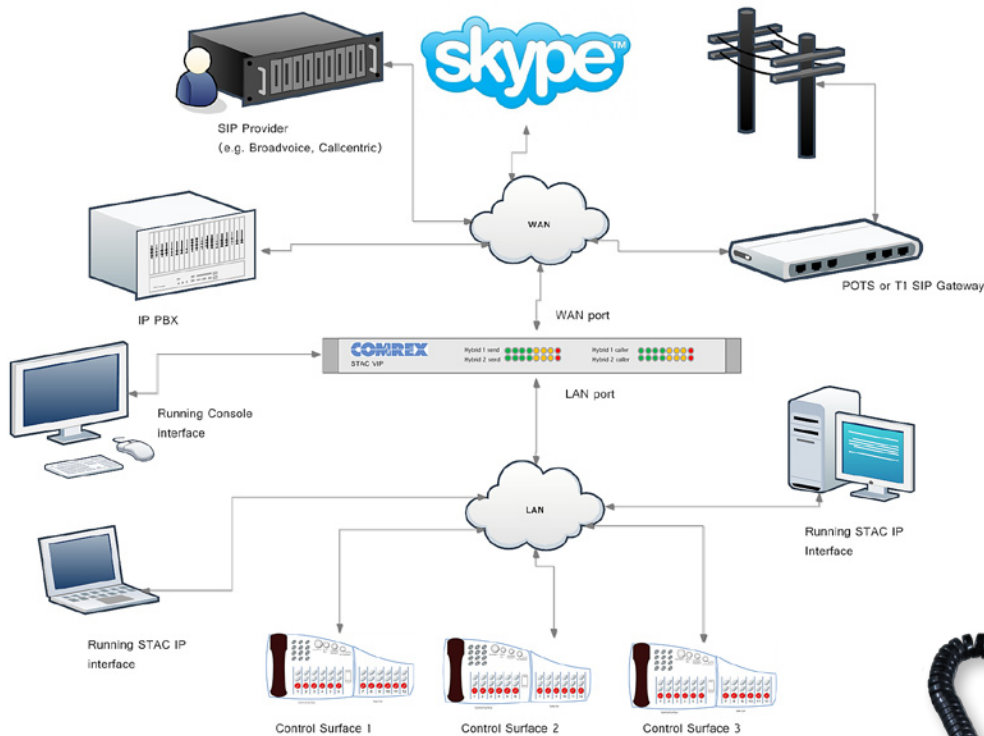 skype™
SIP Provider
(e.g. Broadvoice, Callcentric)
WAN
POTS or T1 SIP Gateway
IP PBX
WAN port
COMREX
STAC VIP
Hybrid 1 send
Hybrid 2 send
Hybrid 1 caller
Hybrid 2 caller
LAN port
Running Console
interface
LAN
Running STAC IP
Interface
Running STAC IP
interface
Control Surface 1
Control Surface 2
Control Surface 3